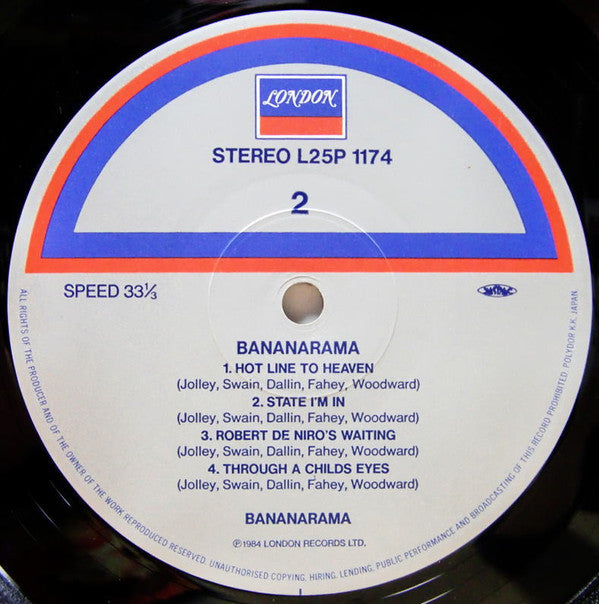 LONDON
STEREO L25P 1174
2
SPEED 33⅓
BANANARAMA
1. HOT LINE TO HEAVEN
(Jolley, Swain, Dallin, Fahey, Woodward)
2. STATE I'M IN
(Jolley, Swain, Dallin, Fahey, Woodward)
3. ROBERT DE NIRO'S WAITING
(Jolley, Swain, Dallin, Fahey, Woodward)
4. THROUGH A CHILDS EYES
(Jolley, Swain, Dallin, Fahey, Woodward)
BANANARAMA
℗1984 LONDON RECORDS LTD.
ALL RIGHTS OF THE PRODUCER AND OF THE OWNER OF THE WORK REPRODUCED RESERVED. UNAUTHORISED COPYING, HIRING, LENDING, PUBLIC PERFORMANCE AND BROADCASTING OF THIS RECORD PROHIBITED. POLYDOR K.K. JAPAN